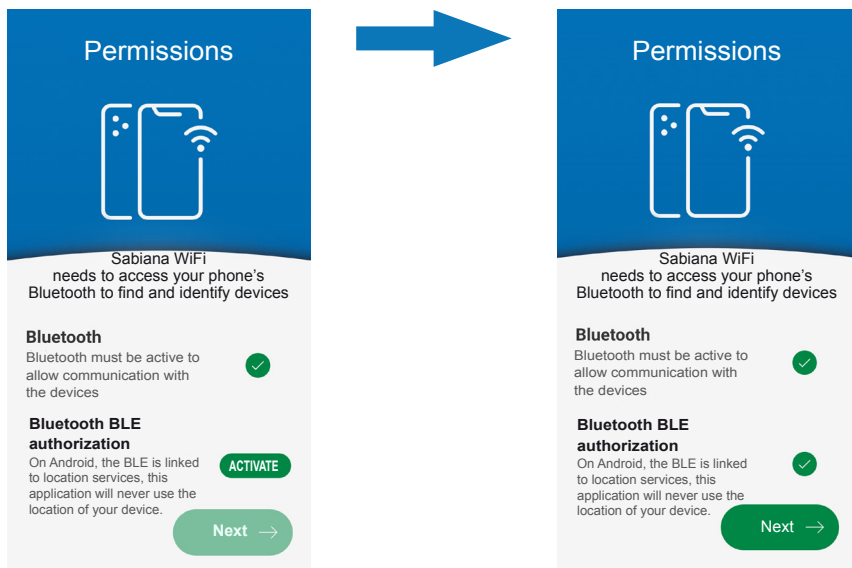 Permissions
Sabiana WiFi
needs to access your phone's
Bluetooth to find and identify devices
Bluetooth
Bluetooth must be active to
allow communication with
the devices
Bluetooth BLE
authorization
On Android, the BLE is linked
to location services, this
application will never use the
location of your device.
ACTIVATE
Next →
Permissions
Sabiana WiFi
needs to access your phone's
Bluetooth to find and identify devices
Bluetooth
Bluetooth must be active to
allow communication with
the devices
Bluetooth BLE
authorization
On Android, the BLE is linked
to location services, this
application will never use the
location of your device.
Next →